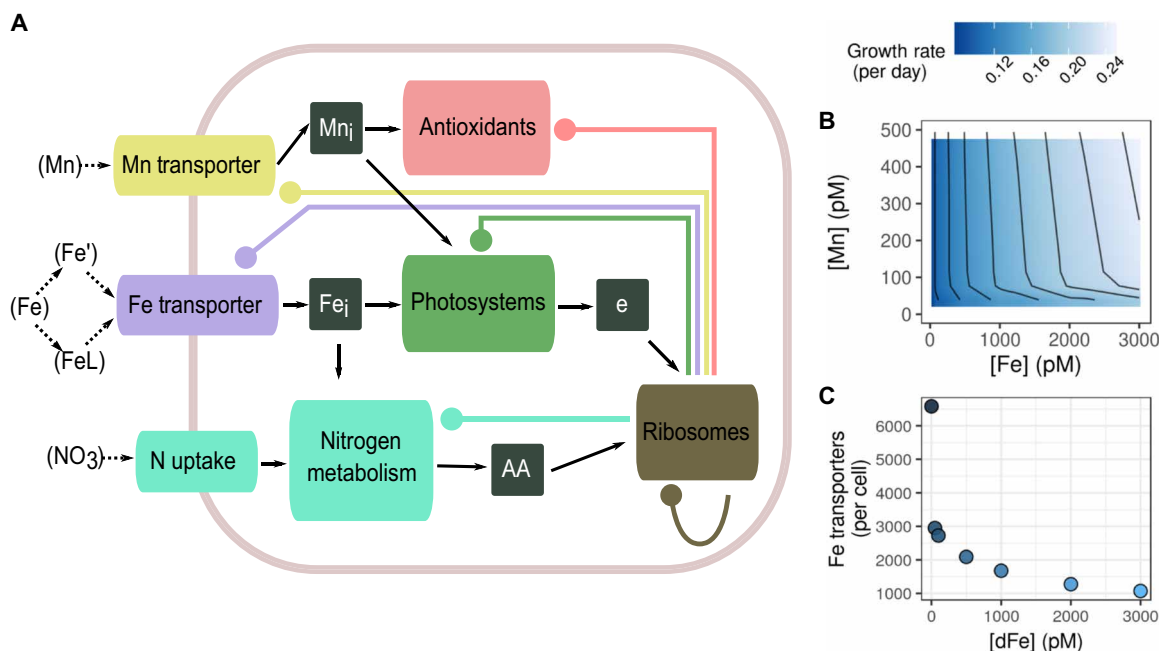 A
Mn_i
Antioxidants
(Mn)
Mn transporter
(Fe')
(Fe)
Fe transporter
Fe_i
Photosystems
e
(FeL)
Nitrogen
metabolism
Ribosomes
(NO3)
N uptake
AA
Growth rate
(per day)
0.12
0.16
0.20
0.24
B
500
400
300
200
100
0
[Mn] (pM)
0
1000
2000
3000
[Fe] (pM)
C
6000
5000
4000
3000
2000
1000
Fe transporters
(per cell)
0
1000
2000
3000
[dFe] (pM)